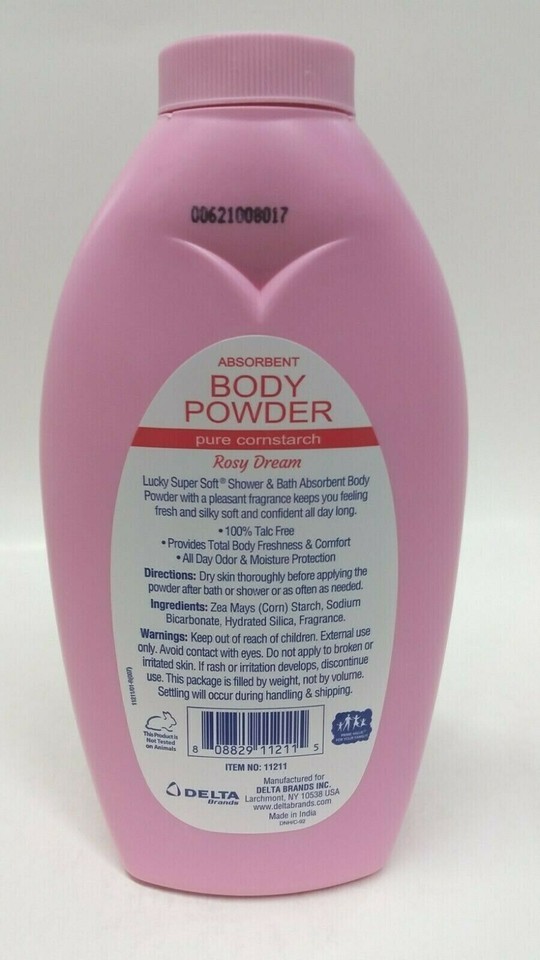 00621008017
ABSORBENT
BODY
POWDER
pure cornstarch
Rosy Dream
Lucky Super Soft® Shower & Bath Absorbent Body
Powder with a pleasant fragrance keeps you feeling
fresh and silky soft and confident all day long.
• 100% Talc Free
• Provides Total Body Freshness & Comfort
• All Day Odor & Moisture Protection
Directions: Dry skin thoroughly before applying the
powder after bath or shower or as often as needed.
Ingredients: Zea Mays (Corn) Starch, Sodium
Bicarbonate, Hydrated Silica, Fragrance.
Warnings: Keep out of reach of children. External use
only. Avoid contact with eyes. Do not apply to broken or
irritated skin. If rash or irritation develops, discontinue
use. This package is filled by weight, not by volume.
Settling will occur during handling & shipping.
This Product is
Not Tested
on Animals
8 08829 11211 5
ITEM NO: 11211
DELTA
Brands
Manufactured for
DELTA BRANDS INC.
Larchmont, NY 10538 USA
www.deltabrands.com
Made in India